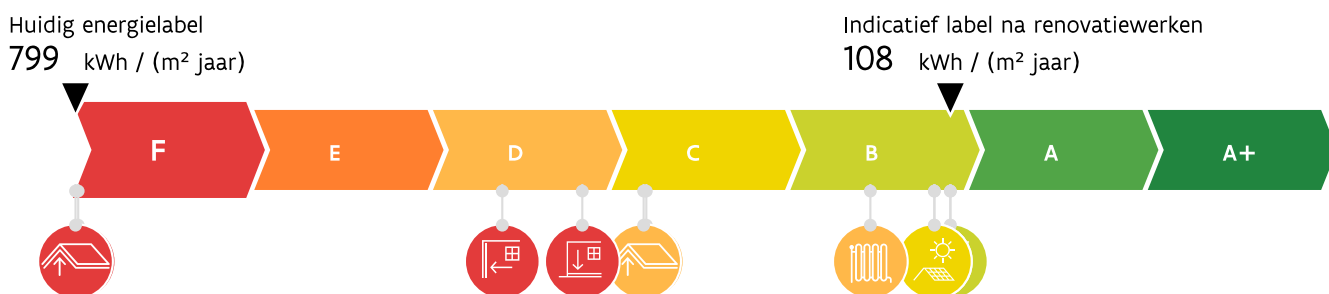 Huidig energielabel
799 kWh / (m² jaar)
Indicatief label na renovatiewerken
108 kWh / (m² jaar)
F E D C B A A+